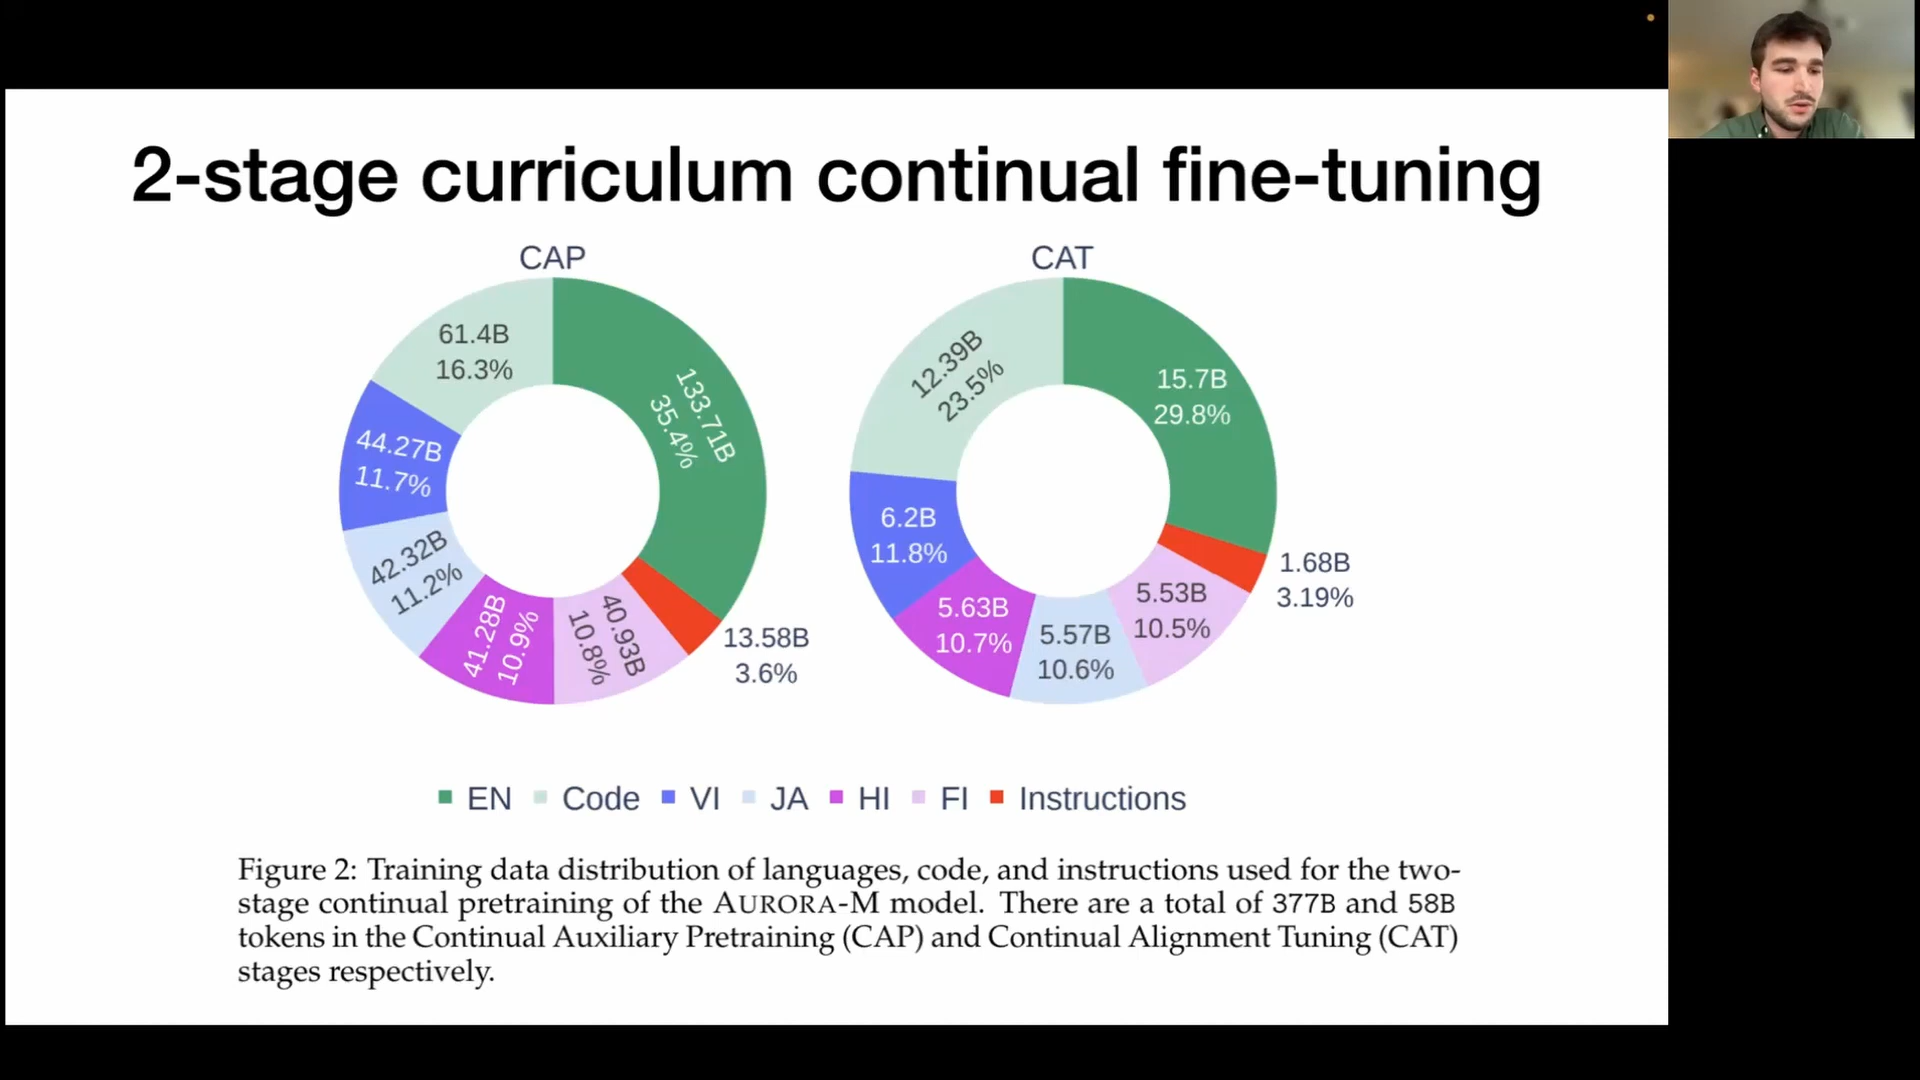 2-stage curriculum continual fine-tuning
CAP
61.4B
16.3%
133.71B
35.4%
44.27B
11.7%
42.32B
11.2%
41.28B
10.9%
40.93B
10.8%
13.58B
3.6%
CAT
12.39B
23.5%
15.7B
29.8%
6.2B
11.8%
5.63B
10.7%
5.57B
10.6%
5.53B
10.5%
1.68B
3.19%
EN Code VI JA HI FI Instructions
Figure 2: Training data distribution of languages, code, and instructions used for the two-
stage continual pretraining of the AURORA-M model. There are a total of 377B and 58B
tokens in the Continual Auxiliary Pretraining (CAP) and Continual Alignment Tuning (CAT)
stages respectively.